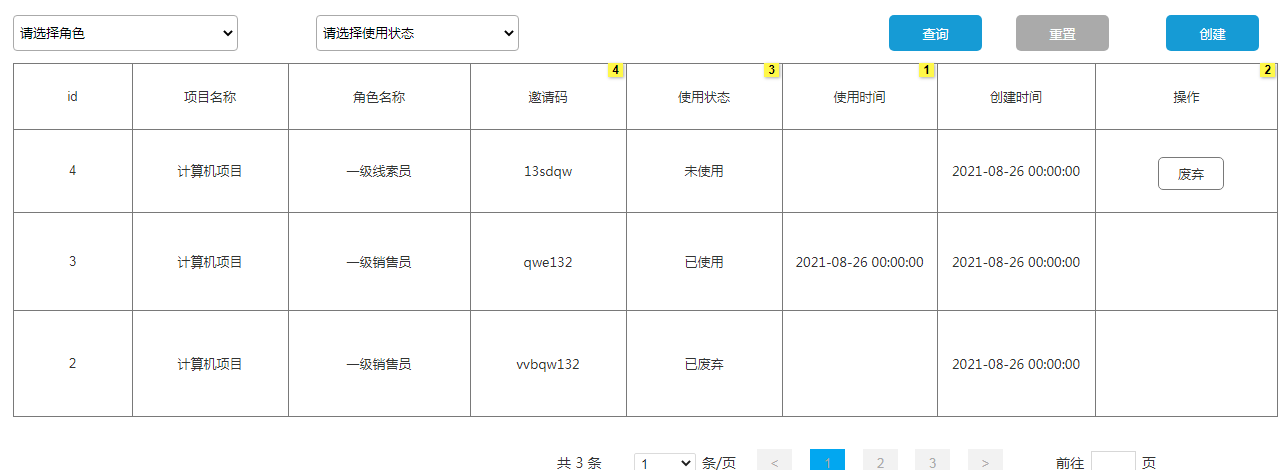 请选择角色 请选择使用状态 查询 重置 创建
4 3 1 2
id 项目名称 角色名称 邀请码 使用状态 使用时间 创建时间 操作
4 计算机项目 一级线索员 13sdqw 未使用 2021-08-26 00:00:00 废弃
3 计算机项目 一级销售员 qwe132 已使用 2021-08-26 00:00:00 2021-08-26 00:00:00
2 计算机项目 一级销售员 vvbqw132 已废弃 2021-08-26 00:00:00
共 3 条 1 条/页 < 1 2 3 > 前往 页